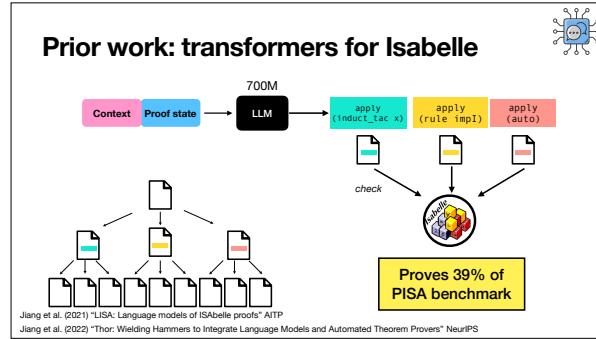 Prior work: transformers for Isabelle
700M
Context
Proof state
LLM
apply
(induct_tac x)
apply
(rule impI)
apply
(auto)
check
Isabelle
Proves 39% of
PISA benchmark
Jiang et al. (2021) “LISA: Language models of ISAbelle proofs” AITP
Jiang et al. (2022) “Thor: Wielding Hammers to Integrate Language Models and Automated Theorem Provers” NeurIPS